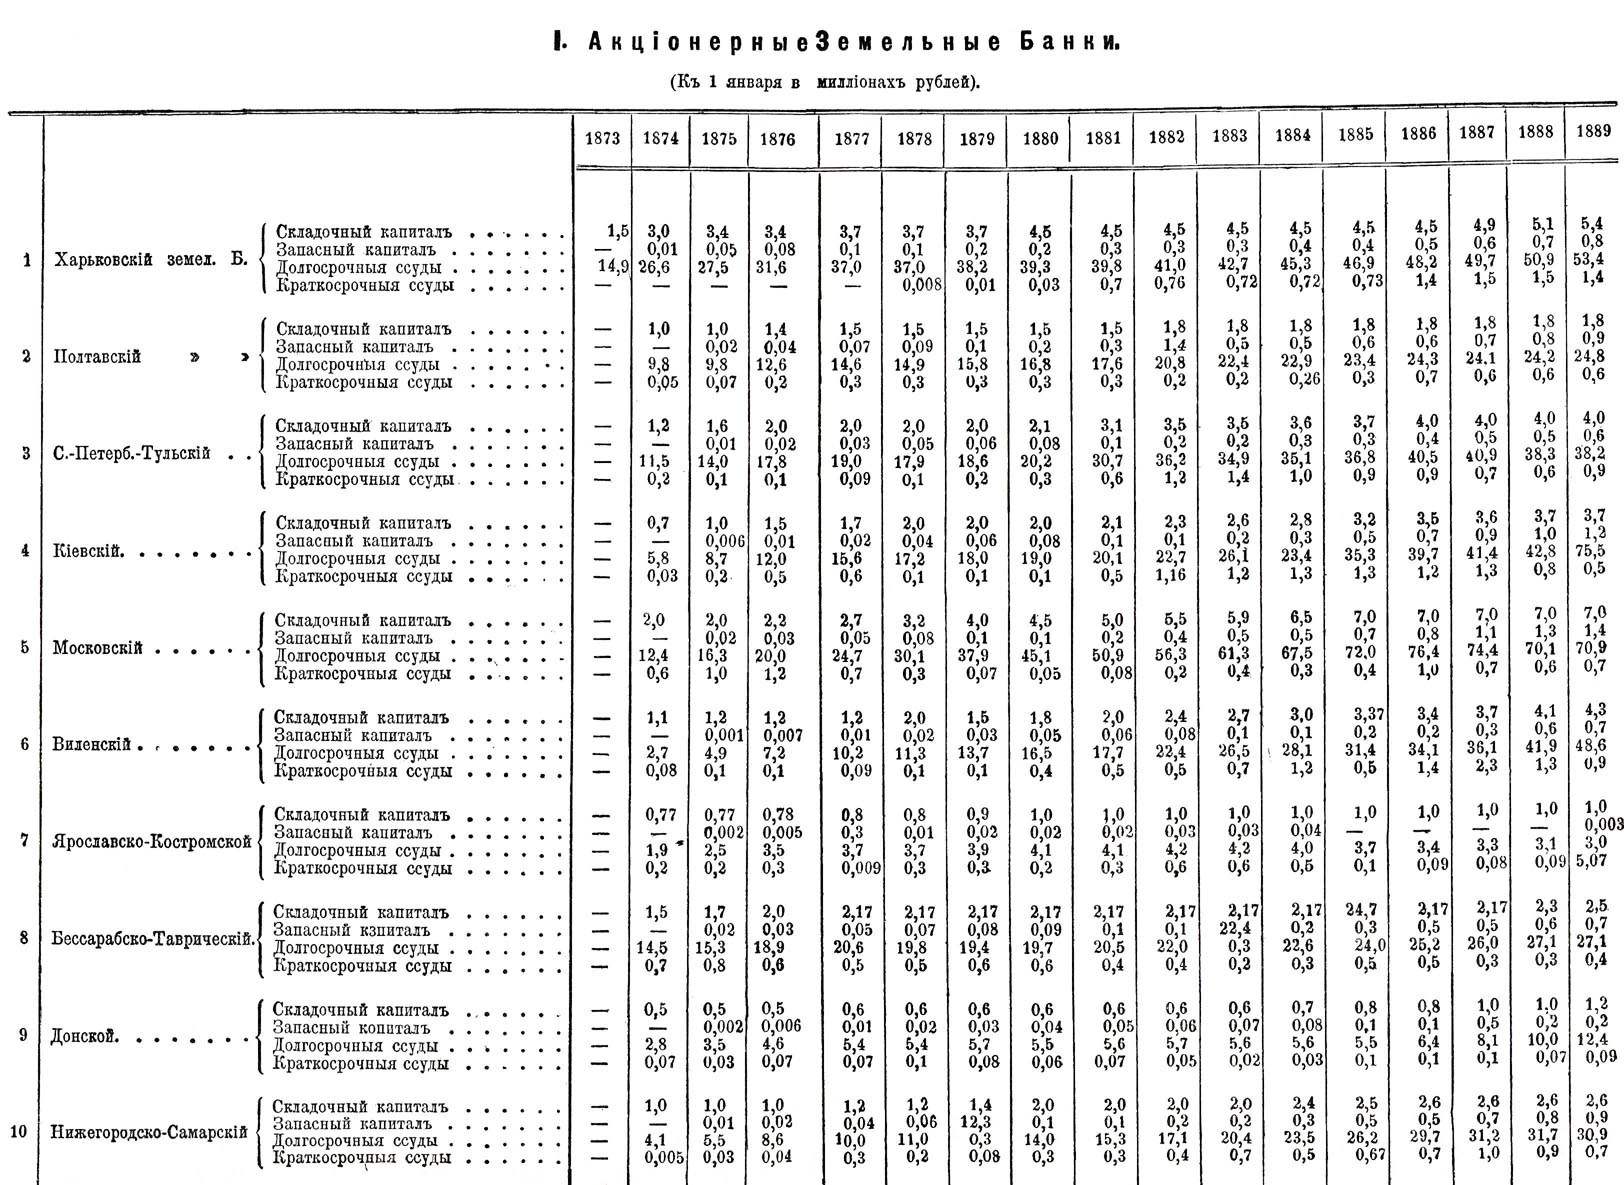 I. Акціонерные Земельные Банки.
(Къ 1 января в милліонахъ рублей).
1873 1874 1875 1876 1877 1878 1879 1880 1881 1882 1883 1884 1885 1886 1887 1888 1889
Складочный капиталъ . . . . . . 1,5 3,0 3,4 3,4 3,7 3,7 3,7 4,5 4,5 4,5 4,5 4,5 4,5 4,5 4,9 5,1 5,4
Запасный капиталъ . . . . . . . — 0,01 0,05 0,08 0,1 0,1 0,2 0,2 0,3 0,3 0,3 0,4 0,4 0,5 0,6 0,7 0,8
1 Харьковскій земел. Б.
Долгосрочныя ссуды . . . . . . . 14,9 26,6 27,5 31,6 37,0 37,0 38,2 39,3 39,8 41,0 42,7 45,3 46,9 48,2 49,7 50,9 53,4
Краткосрочныя ссуды . . . . . . — — — — — 0,008 0,01 0,03 0,7 0,76 0,72 0,72 0,73 1,4 1,5 1,5 1,4
Складочный капиталъ . . . . . . — 1,0 1,0 1,4 1,5 1,5 1,5 1,5 1,5 1,8 1,8 1,8 1,8 1,8 1,8 1,8 1,8
Запасный капиталъ . . . . . . . — — 0,02 0,04 0,07 0,09 0,1 0,2 0,3 1,4 0,5 0,5 0,6 0,6 0,7 0,8 0,9
2 Полтавскій » »
Долгосрочныя ссуды . . . . . . . — 9,8 9,8 12,6 14,6 14,9 15,8 16,8 17,6 20,8 22,4 22,9 23,4 24,3 24.1 24,2 24,8
Краткосрочныя ссуды . . . . . . — 0,05 0,07 0,2 0,3 0,3 0,3 0,3 0,3 0,2 0,2 0,26 0,3 0,7 0,6 0,6 0,6
Складочный капиталъ . . . . . . — 1,2 1,6 2,0 2,0 2,0 2,0 2,1 3,1 3,5 3,5 3,6 3,7 4,0 4,0 4,0 4,0
Запасный капиталъ . . . . . . . — — 0,01 0,02 0,03 0,05 0,06 0,08 0,1 0,2 0,2 0,3 0,3 0,4 0,5 0,5 0,6
3 С.-Петерб.-Тульскій . .
Долгосрочныя ссуды . . . . . . . — 11,5 14,0 17,8 19,0 17,9 18,6 20,2 30,7 36,2 34,9 35,1 36,8 40,5 40,9 38,3 38,2
Краткосрочныя ссуды . . . . . . — 0,2 0,1 0,1 0,09 0,1 0,2 0,3 0,6 1,2 1,4 1,0 0,9 0,9 0,7 0,6 0,9
Складочный капиталъ . . . . . . — 0,7 1,0 1,5 1,7 2,0 2,0 2,0 2,1 2,3 2,6 2,8 3,2 3,5 3,6 3,7 3,7
Запасный капиталъ . . . . . . . — — 0,006 0,01 0,02 0,04 0,06 0,08 0,1 0,1 0,2 0,3 0,5 0,7 0,9 1,0 1,2
4 Кіевскій. . . . . . . .
Долгосрочныя ссуды . . . . . . . — 5,8 8,7 12,0 15,6 17,2 18,0 19,0 20,1 22,7 26,1 23,4 35,3 39,7 41,4 42,8 75,5
Краткосрочныя ссуды . . . . . . — 0,03 0,2 0,5 0,6 0,1 0,1 0,1 0,5 1,16 1,2 1,3 1,3 1,2 1,3 0,8 0,5
Складочный капиталъ . . . . . . — 2,0 2,0 2,2 2,7 3,2 4,0 4,5 5,0 5,5 5,9 6,5 7,0 7,0 7,0 7,0 7,0
Запасный капиталъ . . . . . . . — — 0,02 0,03 0,05 0,08 0,1 0,1 0,2 0,4 0,5 0,5 0,7 0,8 1,1 1,3 1,4
5 Московскій . . . . . .
Долгосрочныя ссуды . . . . . . . — 12,4 16,3 20,0 24,7 30,1 37,9 45,1 50,9 56,3 61,3 67,5 72.0 76,4 74,4 70,1 70,9
Краткосрочныя ссуды . . . . . . — 0,6 1,0 1,2 0,7 0,3 0,07 0,05 0,08 0,2 0,4 0,3 0,4 1,0 0,7 0,6 0,7
Складочный капиталъ . . . . . . — 1,1 1,2 1,2 1,2 2,0 1,5 1,8 2,0 2,4 2,7 3,0 3,37 3,4 3,7 4,1 4,3
Запасный капиталъ . . . . . . . — — 0,001 0,007 0,01 0,02 0,03 0,05 0,06 0,08 0,1 0,1 0,2 0,2 0,3 0,6 0,7
6 Виленскій . . . . . . .
Долгосрочныя ссуды . . . . . . . — 2,7 4,9 7,2 10,2 11,3 13,7 16,5 17,7 22,4 26,5 28,1 31,4 34,1 36,1 41,9 48,6
Краткосрочныя ссуды . . . . . . — 0,08 0,1 0,1 0,09 0,1 0,1 0,4 0,5 0,5 0,7 1,2 0,5 1,4 2,3 1,3 0,9
Складочный капиталъ . . . . . . — 0,77 0,77 0,78 0,8 0,8 0,9 1,0 1,0 1,0 1,0 1,0 1,0 1,0 1,0 1,0 1,0
Запасный капиталъ . . . . . . . — — 0,002 0,005 0,3 0,01 0,02 0,02 0,02 0,03 0,03 0,04 — — — — 0,003
7 Ярославско-Костромской
Долгосрочныя ссуды . . . . . . . — 1,9 2,5 3,5 3,7 3,7 3,9 4,1 4,1 4,2 4,2 4,0 3,7 3,4 3,3 3,1 3,0
Краткосрочныя ссуды . . . . . . — 0,2 0,2 0,3 0,009 0,3 0,3 0,2 0,3 0,6 0,6 0,5 0,1 0,09 0,08 0,09 5,07
Складочный капиталъ . . . . . . — 1,5 1,7 2,0 2,17 2,17 2,17 2,17 2,17 2,17 2,17 2,17 24,7 2,17 2,17 2,3 2,5
Запасный кзпиталъ . . . . . . . — — 0,02 0,03 0,05 0,07 0,08 0,09 0,1 0,1 22,4 0,2 0,3 0,5 0,5 0,6 0,7
8 Бессарабско-Таврическій.
Долгосрочныя ссуды . . . . . . . — 14,5 15,3 18,9 20,6 19,8 19,4 19,7 20,5 22,0 0,3 22,6 24,0 25,2 26,0 27,1 27,1
Краткосрочныя ссуды . . . . . . — 0,7 0,8 0,6 0,5 0,5 0,6 0,6 0,4 0,4 0,2 0,3 0,5 0,5 0,3 0,3 0,4
Складочный капиталъ . . . . . . — 0,5 0,5 0,5 0,6 0,6 0,6 0,6 0,6 0,6 0,6 0,7 0,8 0,8 1,0 1,0 1,2
Запасный копиталъ . . . . . . . — — 0,002 0,006 0,01 0,02 0,03 0,04 0,05 0,06 0,07 0,08 0,1 0,1 0,5 0,2 0,2
9 Донской. . . . . . . .
Долгосрочныя ссуды . . . . . . . — 2,8 3,5 4,6 5,4 5,4 5,7 5,5 5,6 5,7 5,6 5,6 5,5 6,4 8,1 10,0 12,4
Краткосрочныя ссуды . . . . . . — 0,07 0,03 0,07 0,07 0,1 0,08 0,06 0,07 0,05 0,02 0,03 0,1 0,1 0,1 0,07 0,09
Складочный капиталъ . . . . . . — 1,0 1,0 1,0 1,2 1,2 1,4 2,0 2,0 2,0 2,0 2,4 2,5 2,6 2,6 2,6 2,6
Запасный капиталъ . . . . . . . — — 0,01 0,02 0,04 0,06 12,3 0,1 0,1 0,2 0,2 0,3 0,5 0,5 0,7 0,8 0,9
10 Нижегородско-Самарскій
Долгосрочныя ссуды . . . . . . . — 4,1 5,5 8,6 10,0 11,0 0,3 14,0 15,3 17,1 20,4 23,5 26,2 29,7 31,2 31,7 30,9
Краткосрочныя ссуды . . . . . . — 0,005 0,03 0,04 0,3 0,2 0,08 0,3 0,3 0,4 0,7 0,5 0,67 0,7 1,0 0,9 0,7